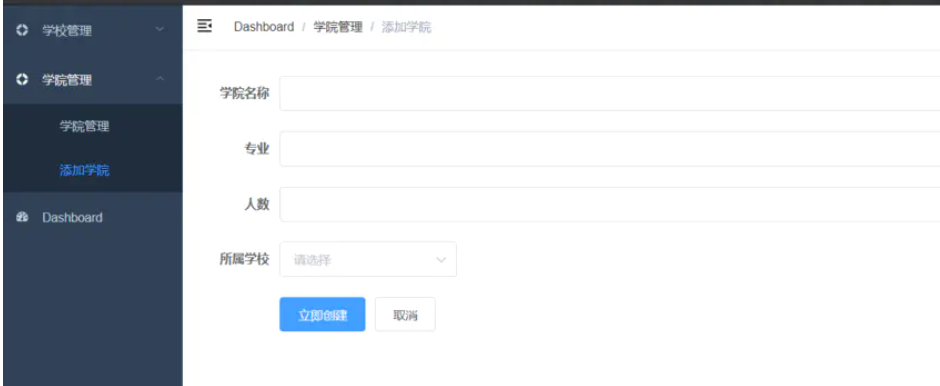 学校管理
学院管理
学院管理
添加学院
Dashboard
Dashboard / 学院管理 / 添加学院
学院名称
专业
人数
所属学校 请选择
立即创建 取消